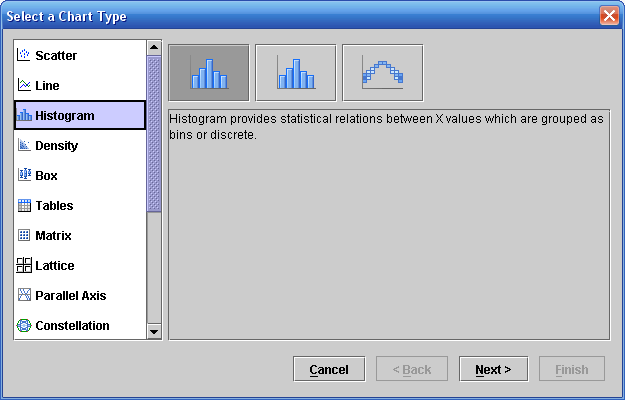 Select a Chart Type
Scatter
Line
Histogram
Density
Box
Tables
Matrix
Lattice
Parallel Axis
Constellation
Histogram provides statistical relations between X values which are grouped as
bins or discrete.
Cancel
< Back
Next >
Finish